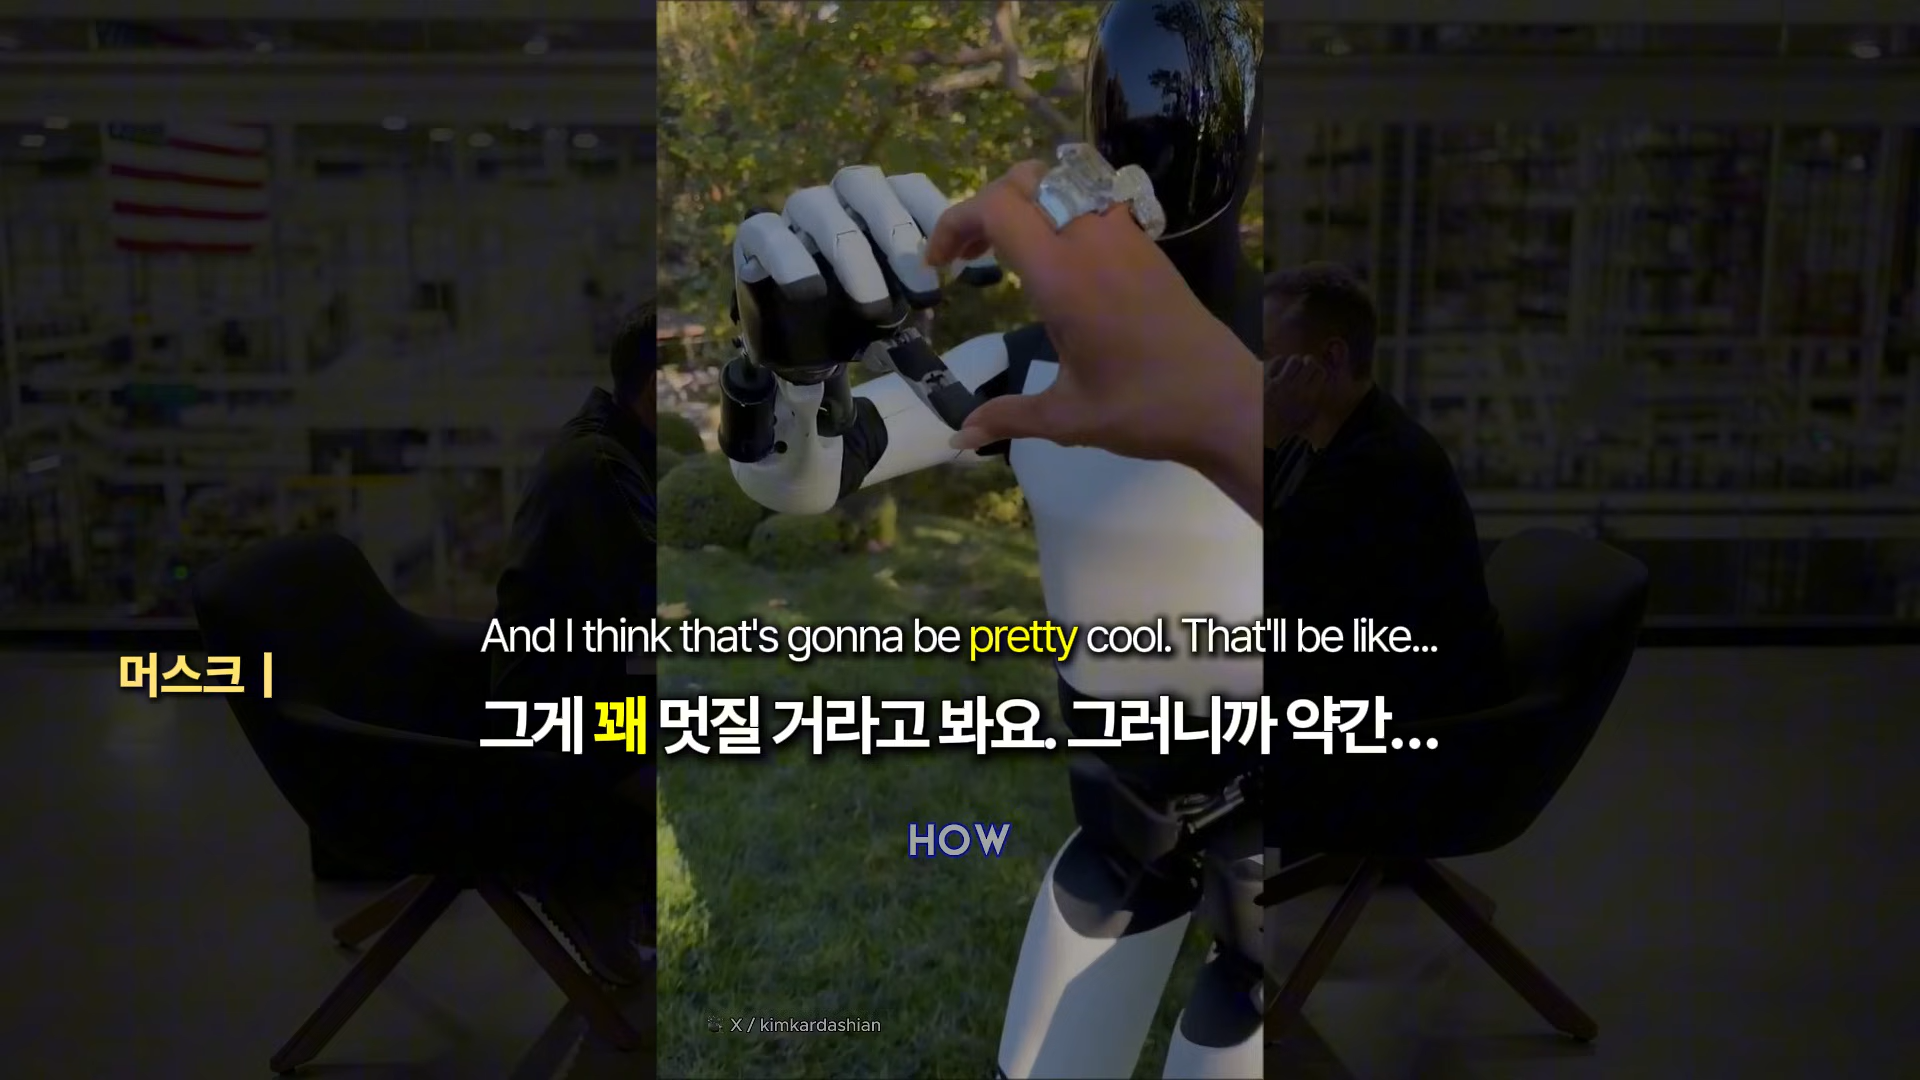 And I think that's gonna be pretty cool. That'll be like...
머스크 |
그게 꽤 멋질 거라고 봐요. 그러니까 약간...
HOW
X / kimkardashian